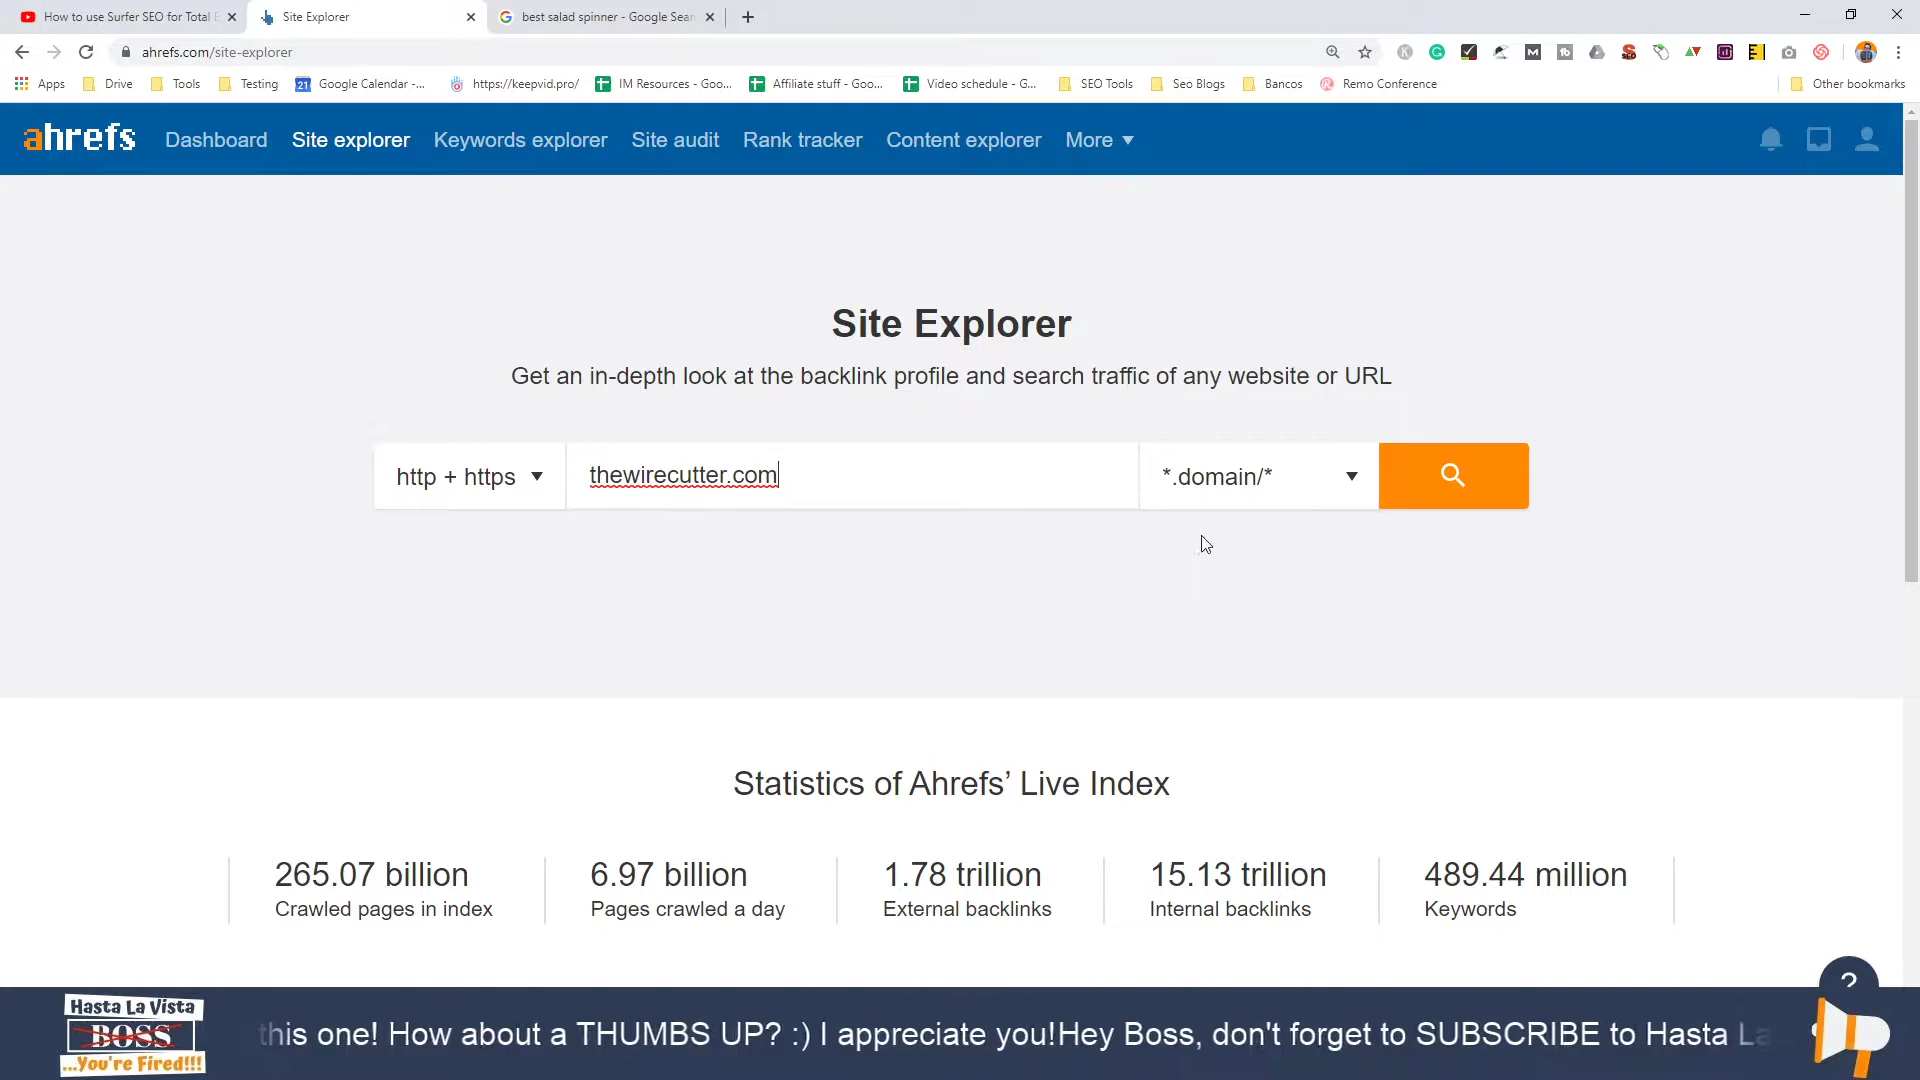 How to use Surfer SEO for Total
Site Explorer
best salad spinner - Google Sear
ahrefs.com/site-explorer
Apps
Drive
Tools
Testing
21
Google Calendar -...
https://keepvid.pro/
IM Resources - Goo...
Affiliate stuff - Goo...
Video schedule - G...
SEO Tools
Seo Blogs
Bancos
Remo Conference
Other bookmarks
ahrefs
Dashboard
Site explorer
Keywords explorer
Site audit
Rank tracker
Content explorer
More
Site Explorer
Get an in-depth look at the backlink profile and search traffic of any website or URL
http + https
thewirecutter.com
*.domain/*
Statistics of Ahrefs’ Live Index
265.07 billion
Crawled pages in index
6.97 billion
Pages crawled a day
1.78 trillion
External backlinks
15.13 trillion
Internal backlinks
489.44 million
Keywords
?
Hasta La Vista
BOSS
...You're Fired!!!
this one! How about a THUMBS UP? :) I appreciate you!Hey Boss, don't forget to SUBSCRIBE to Hasta La